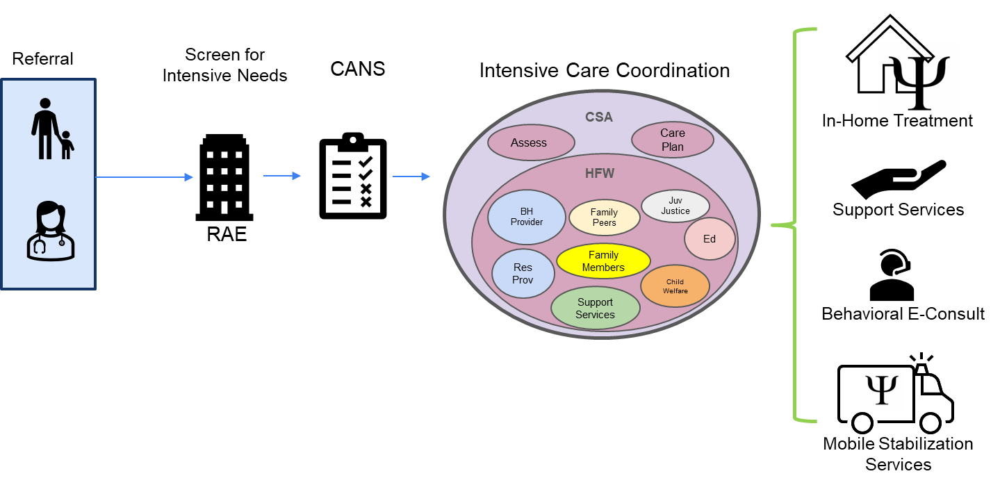 Referral
Screen for
Intensive Needs
RAE
CANS
Intensive Care Coordination
CSA
Assess
Care
Plan
HFW
BH
Provider
Family
Peers
Juv
Justice
Ed
Res
Prov
Family
Members
Child
Welfare
Support
Services
Ψ
In-Home Treatment
Support Services
Behavioral E-Consult
Ψ
Mobile Stabilization
Services